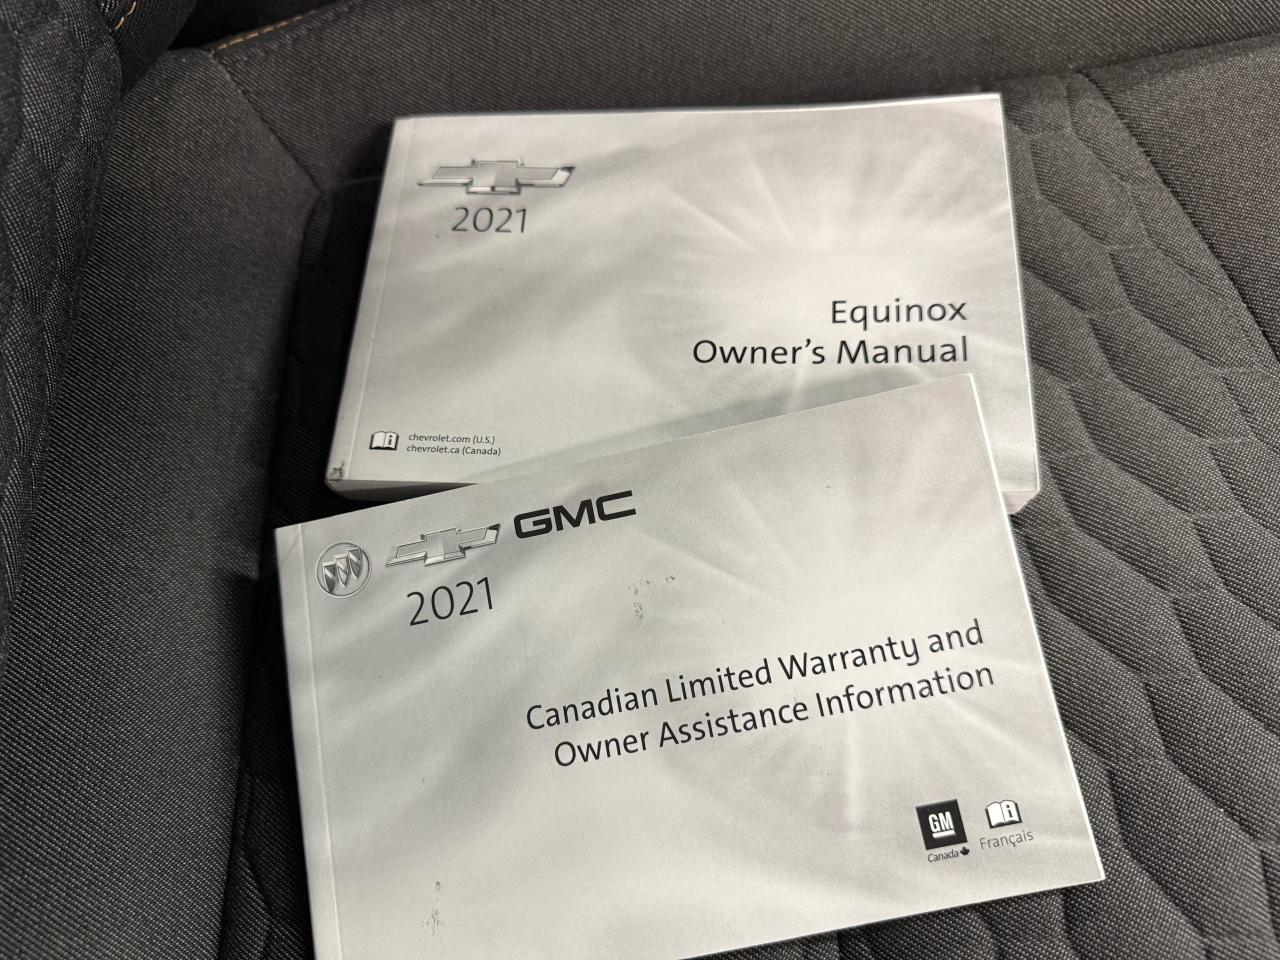 2021
Equinox
Owner's Manual
chevrolet.com (U.S.)
chevrolet.ca (Canada)
GMC
2021
Canadian Limited Warranty and
Owner Assistance Information
GM
Canada
Français